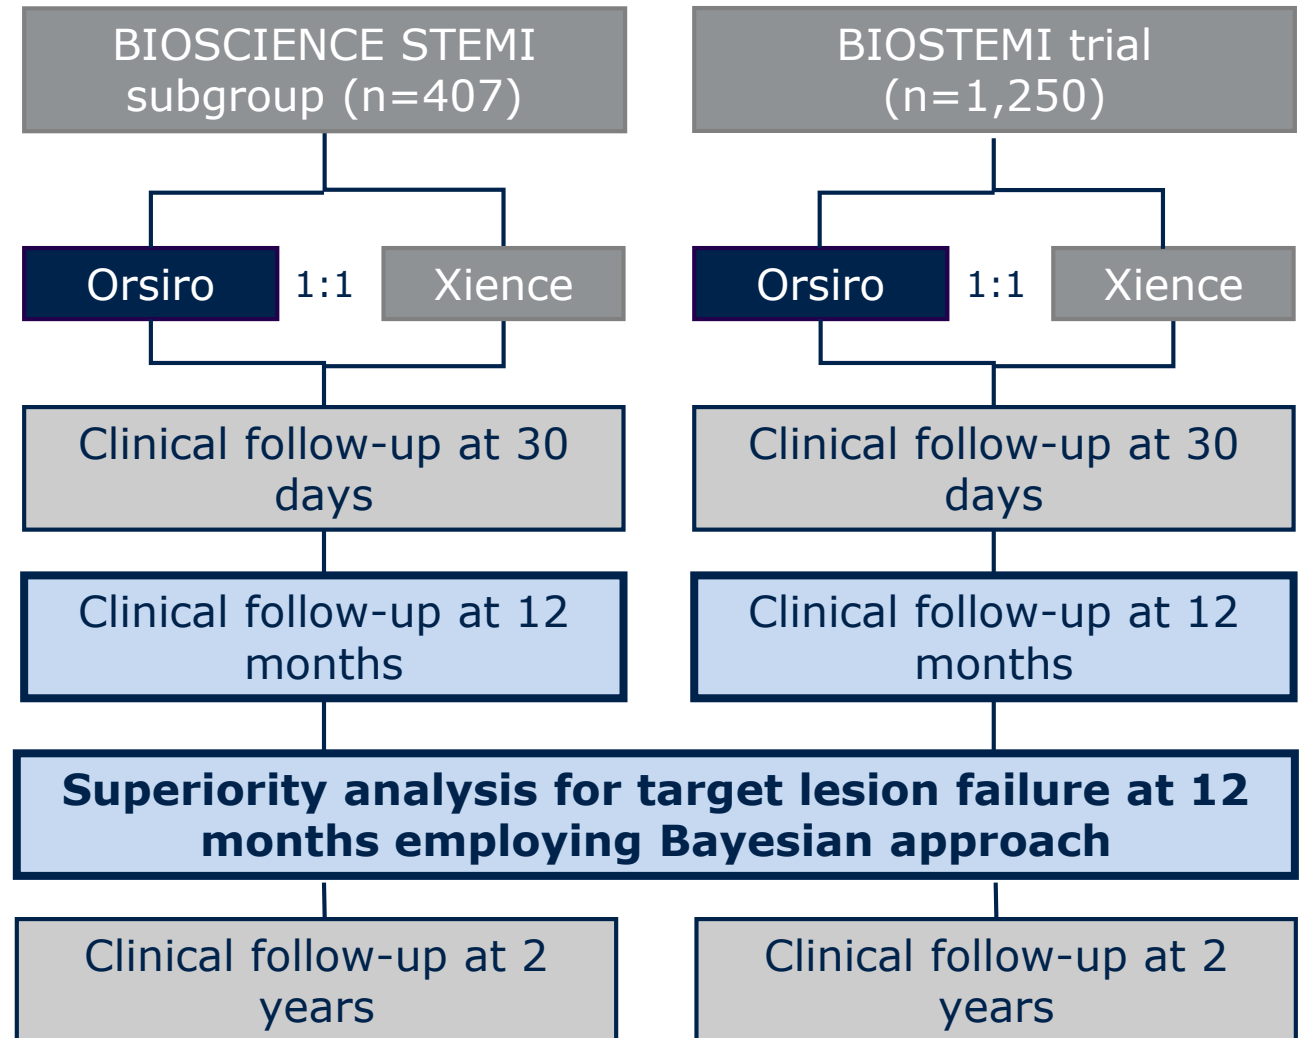 BIOSCIENCE STEMI
subgroup (n=407)
BIOSTEMI trial
(n=1,250)
Orsiro
1:1
Xience
Orsiro
1:1
Xience
Clinical follow-up at 30
days
Clinical follow-up at 30
days
Clinical follow-up at 12
months
Clinical follow-up at 12
months
Superiority analysis for target lesion failure at 12
months employing Bayesian approach
Clinical follow-up at 2
years
Clinical follow-up at 2
years